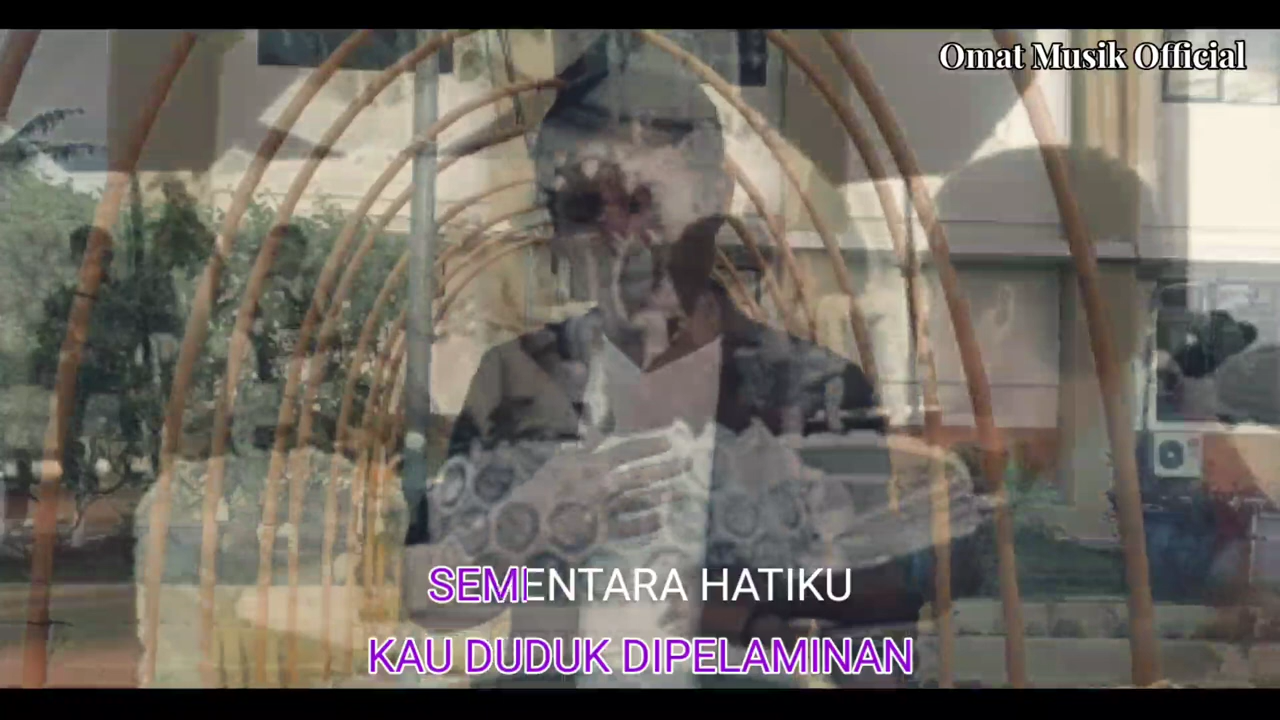 Omat Musik Official
SEMENTARA HATIKU
KAU DUDUK DIPELAMINAN